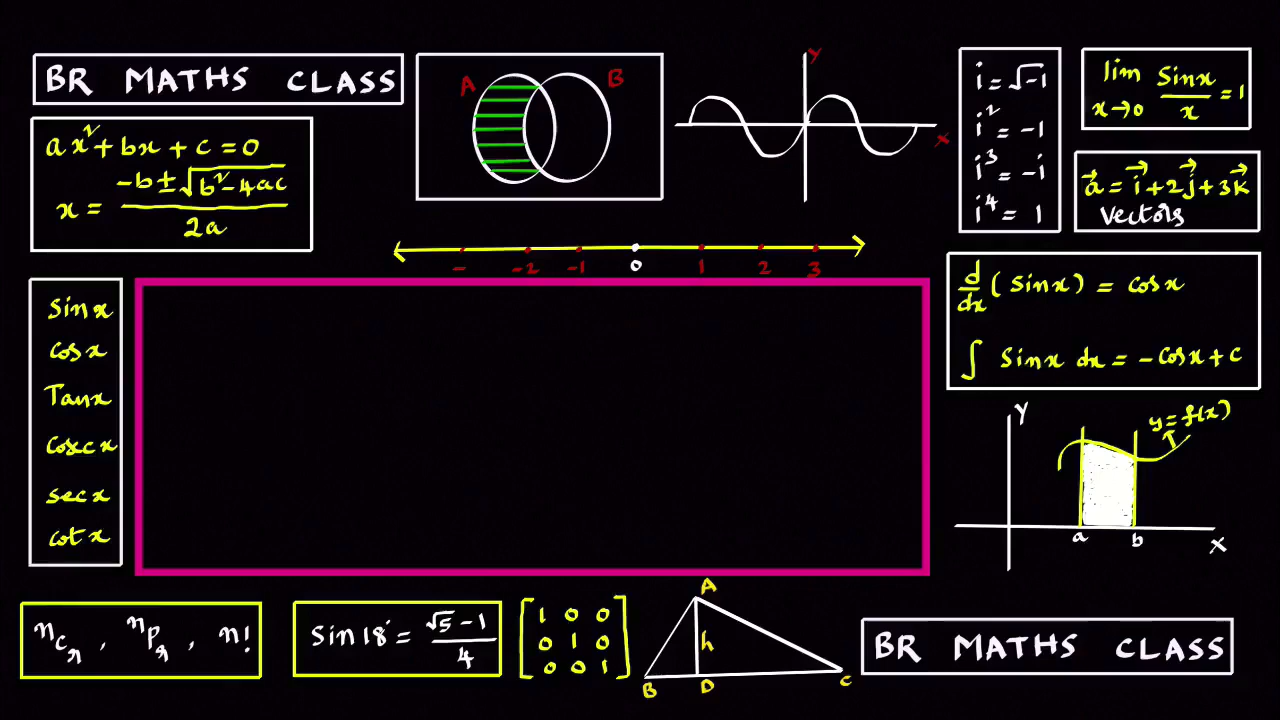 BR MATHS CLASS
ax² + bx + c = 0
x = (-b ± √(b² - 4ac)) / 2a
A B
Y
X
i = √-1
i² = -1
i³ = -i
i⁴ = 1
lim x→0 Sinx/x = 1
a⃗ = i⃗ + 2j⃗ + 3k⃗
Vectors
- -2 -1 0 1 2 3
Sinx
Cosx
Tanx
Cosecx
secx
cotx
d/dx (Sinx) = Cosx
∫ Sinx dx = -Cosx + c
Y
y = f(x)
a b
X
nCr , nPr , n!
Sin18° = (√5 - 1)/4
1 0 0
0 1 0
0 0 1
A
h
B D C
BR MATHS CLASS